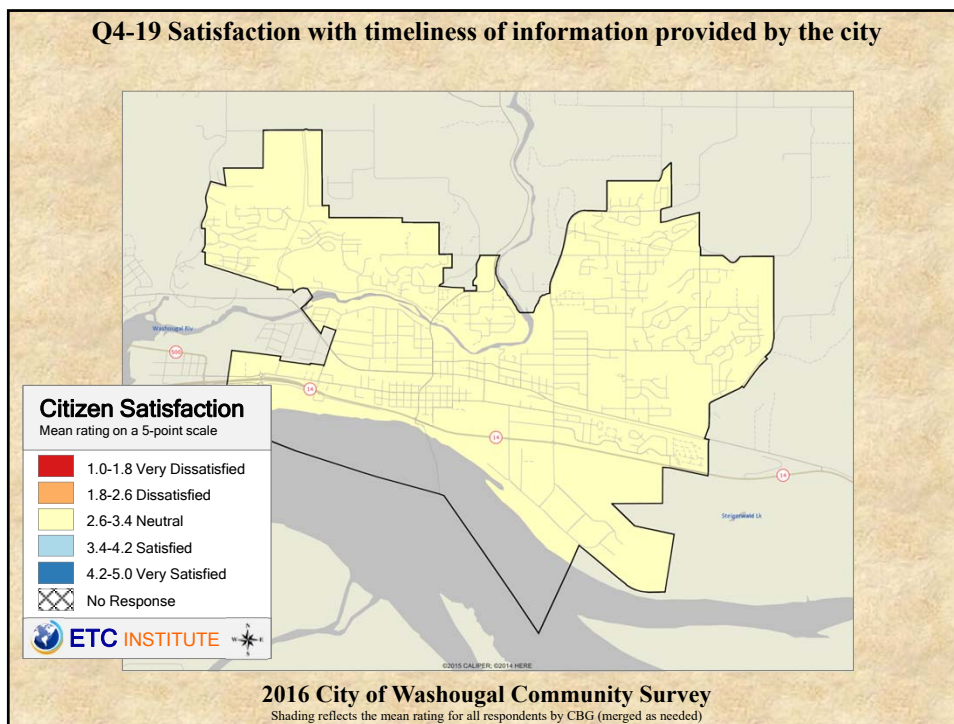 Q4-19 Satisfaction with timeliness of information provided by the city
Washougal Riv
500
14
14
14
Steigerwald Lk
Citizen Satisfaction
Mean rating on a 5-point scale
1.0-1.8 Very Dissatisfied
1.8-2.6 Dissatisfied
2.6-3.4 Neutral
3.4-4.2 Satisfied
4.2-5.0 Very Satisfied
No Response
ETC INSTITUTE
N
W E
S
©2015 CALIPER; ©2014 HERE
2016 City of Washougal Community Survey
Shading reflects the mean rating for all respondents by CBG (merged as needed)